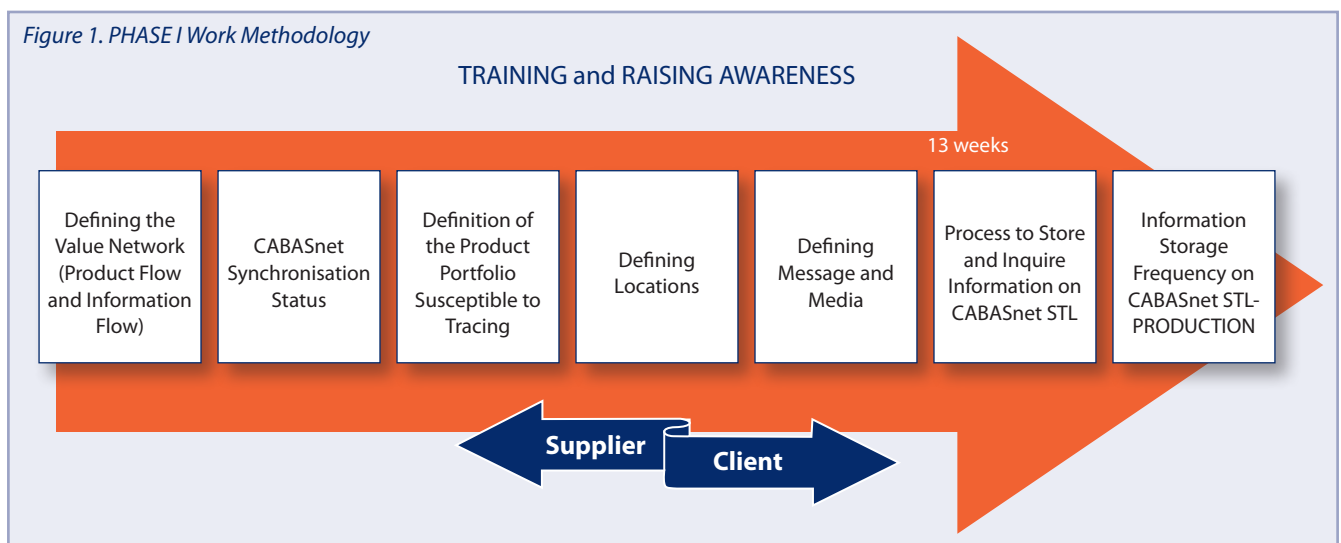 Figure 1. PHASE I Work Methodology
TRAINING and RAISING AWARENESS
13 weeks
Defining the
Value Network
(Product Flow
and Information
Flow)
CABASnet
Synchronisation
Status
Definition of
the Product
Portfolio
Susceptible to
Tracing
Defining
Locations
Defining
Message and
Media
Process to Store
and Inquire
Information on
CABASnet STL
Information
Storage
Frequency on
CABASnet STL-
PRODUCTION
Supplier
Client